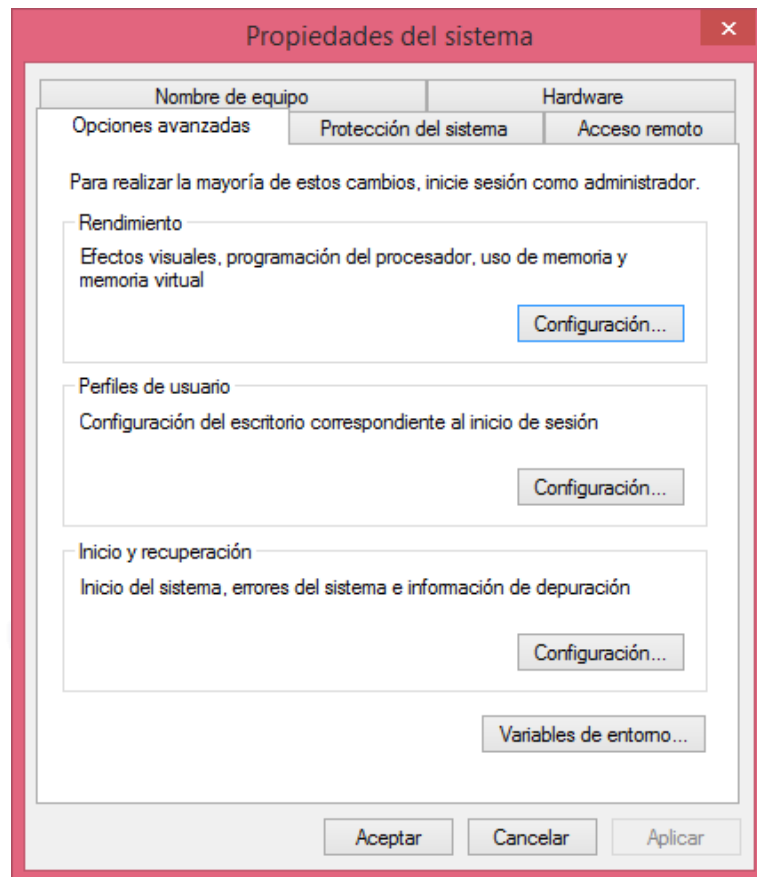 Propiedades del sistema
Nombre de equipo
Hardware
Opciones avanzadas
Protección del sistema
Acceso remoto
Para realizar la mayoría de estos cambios, inicie sesión como administrador.
Rendimiento
Efectos visuales, programación del procesador, uso de memoria y
memoria virtual
Configuración...
Perfiles de usuario
Configuración del escritorio correspondiente al inicio de sesión
Configuración...
Inicio y recuperación
Inicio del sistema, errores del sistema e información de depuración
Configuración...
Variables de entorno...
Aceptar
Cancelar
Aplicar